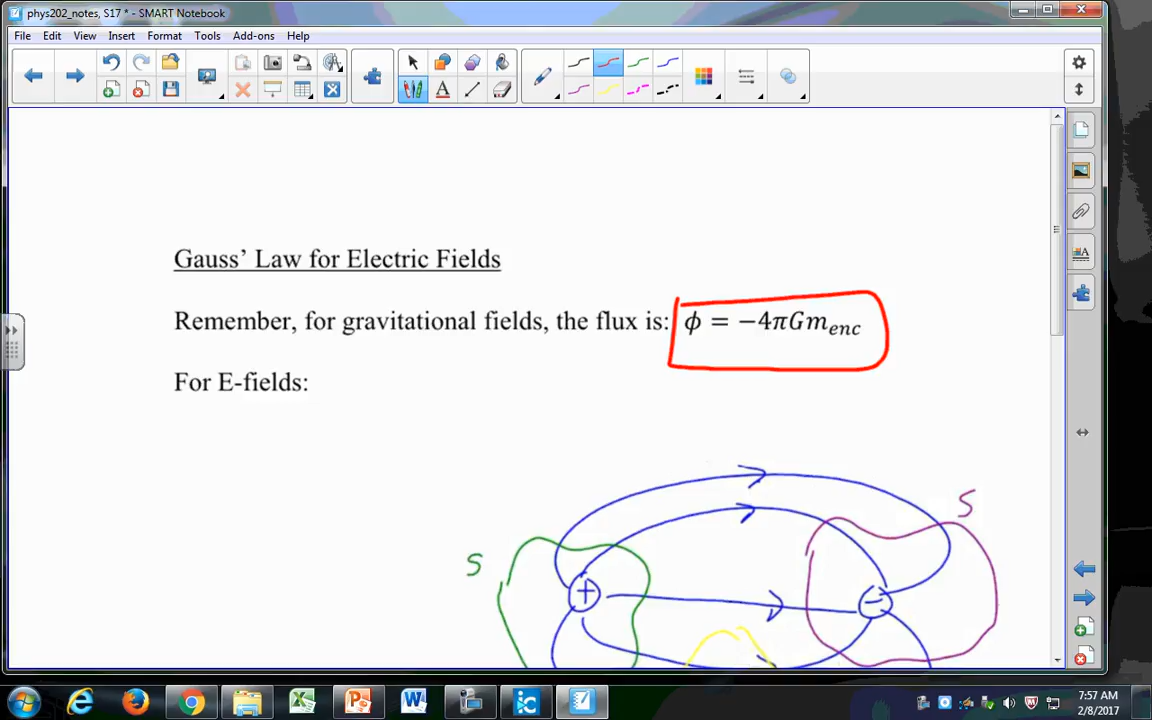 phys202_notes, S17 * - SMART Notebook
File Edit View Insert Format Tools Add-ons Help
Gauss’ Law for Electric Fields
Remember, for gravitational fields, the flux is: ϕ = −4πGm_enc
For E-fields:
S
S
+
−
7:57 AM
2/8/2017